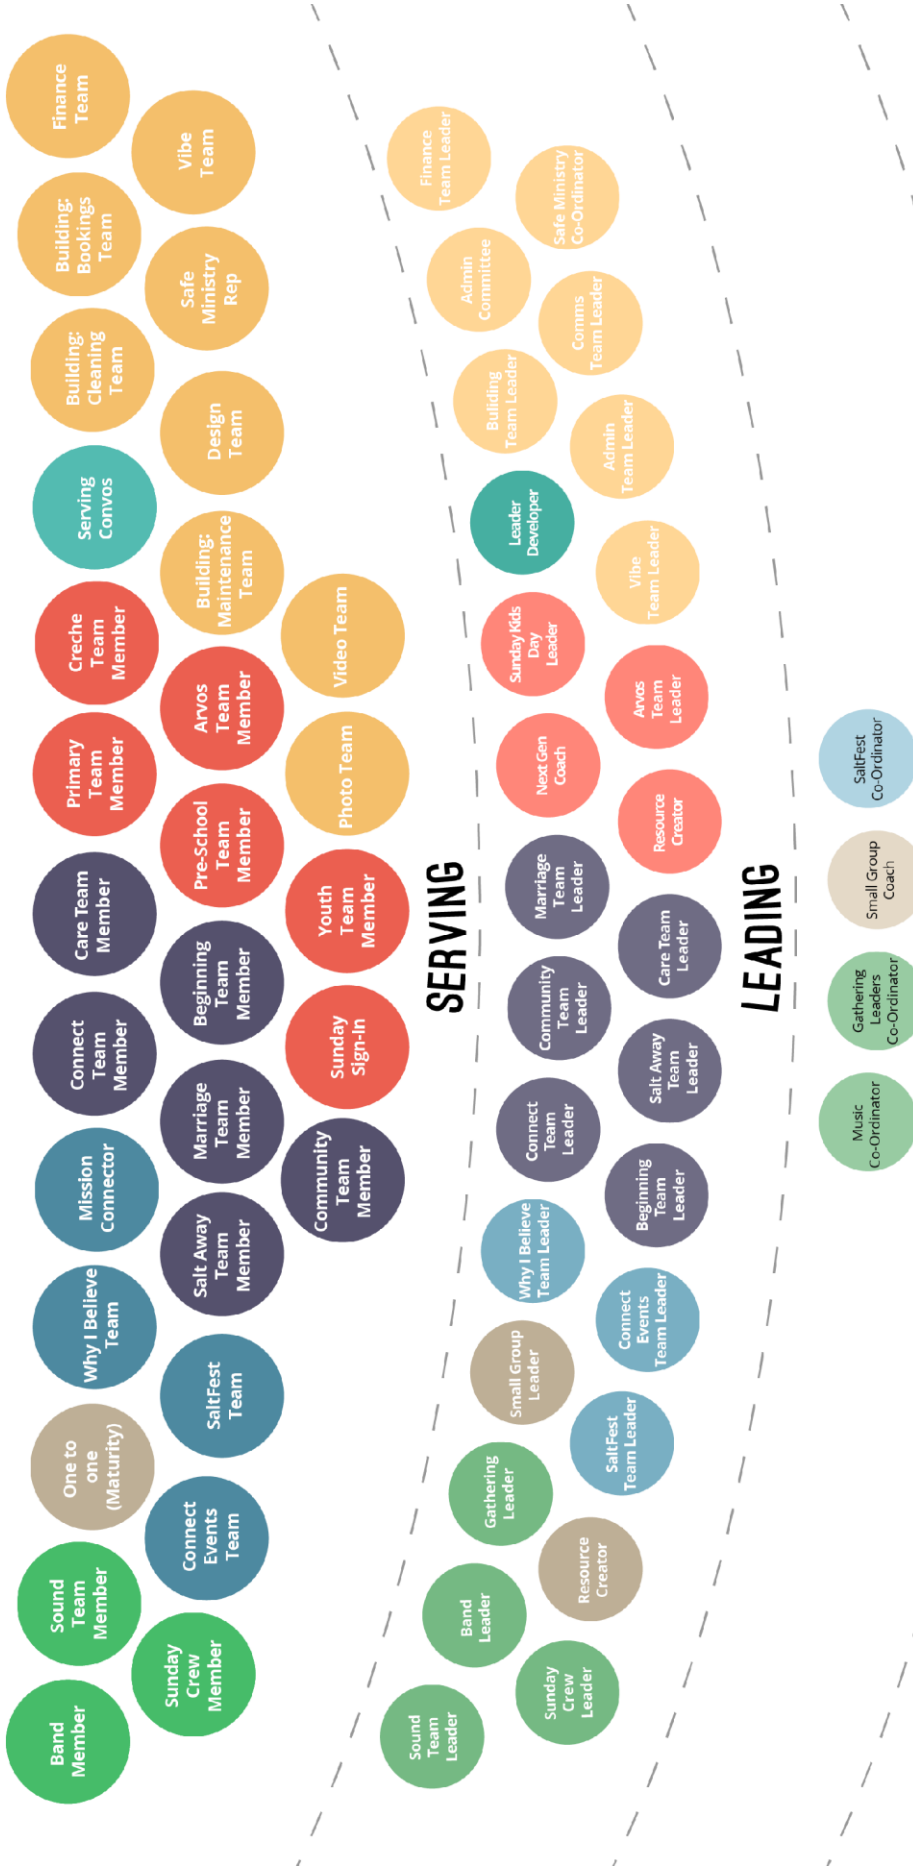 Band
Member
Sound
Team
Member
One to
one
(Maturity)
Why I Believe
Team
Mission
Connector
Connect
Team
Member
Care Team
Member
Primary
Team
Member
Creche
Team
Member
Serving
Convos
Building:
Cleaning
Team
Building:
Bookings
Team
Finance
Team
Sunday
Crew
Member
Connect
Events
Team
SaltFest
Team
Salt Away
Team
Member
Marriage
Team
Member
Beginning
Team
Member
Pre-School
Team
Member
Arvos
Team
Member
Building:
Maintenance
Team
Design
Team
Safe
Ministry
Rep
Vibe
Team
Community
Team
Member
Sunday
Sign-In
Youth
Team
Member
Photo Team
Video Team
SERVING
Sound
Team
Leader
Band
Leader
Gathering
Leader
Small Group
Leader
Why I Believe
Team Leader
Connect
Team
Leader
Community
Team
Leader
Marriage
Team
Leader
Next Gen
Coach
Sunday Kids
Day
Leader
Leader
Developer
Buliding
Team Leader
Admin
Committee
Finance
Team Leader
Sunday
Crew
Leader
Resource
Creator
SaltFest
Team Leader
Connect
Events
Team Leader
Beginning
Team
Leader
Salt Away
Team
Leader
Care Team
Leader
Resource
Creator
Arvos
Team
Leader
Vibe
Team Leader
Admin
Team Leader
Comms
Team Leader
Safe Ministry
Co-Ordinator
LEADING
Music
Co-Ordinator
Gathering
Leaders
Co-Ordinator
Small Group
Coach
SaltFest
Co-Ordinator